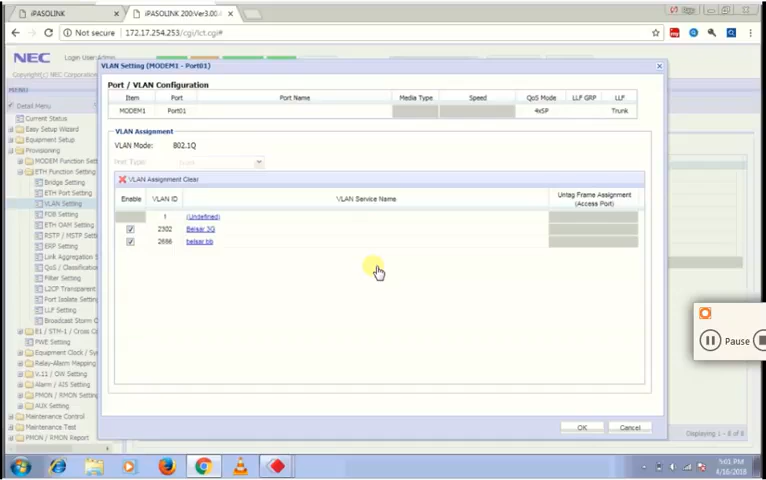 iPASOLINK
iPASOLINK 200:Ver3.00.
Not secure
172.17.254.253/cgi/lct.cgi#
NEC
Login User:Admin
Copyright(c) NEC Corporation
MENU
VLAN Setting (MODEM1 - Port01)
Port / VLAN Configuration
Item Port Port Name Media Type Speed QoS Mode LLF GRP LLF
MODEM1 Port01 4xSP Trunk
VLAN Assignment
VLAN Mode: 802.1Q
Port Type:
VLAN Assignment Clear
Enable VLAN ID VLAN Service Name Untag Frame Assignment
(Access Port)
1 (Undefined)
2302 Belsar 3G
2686 belsar bb
OK Cancel
Detail Menu
Current Status
Easy Setup Wizard
Equipment Setup
Provisioning
MODEM Function Set
ETH Function Setting
Bridge Setting
ETH Port Setting
VLAN Setting
FDB Setting
ETH OAM Setting
RSTP / MSTP Setting
ERP Setting
Link Aggregation S
QoS / Classification
Filter Setting
L2CP Transparent
Port Isolate Setting
LLF Setting
Broadcast Storm C
E1 / STM-1 / Cross C
PWE Setting
Equipment Clock / Sy
Relay-Alarm Mapping
V.11 / OW Setting
Alarm / AIS Setting
PMON / RMON Setting
AUX Setting
Maintenance Control
Maintenance Test
PMON / RMON Report
Displaying 1 - 8 of 8
Pause
5:01 PM
4/16/2018